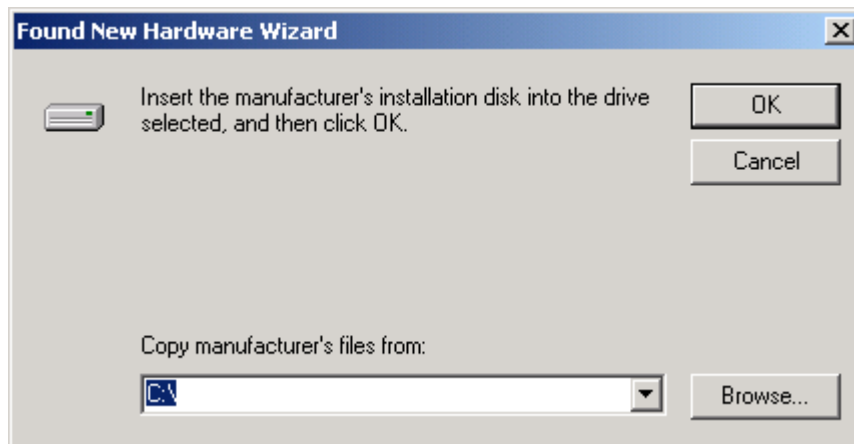 Found New Hardware Wizard
Insert the manufacturer's installation disk into the drive
selected, and then click OK.
OK
Cancel
Copy manufacturer's files from:
C:\
Browse...